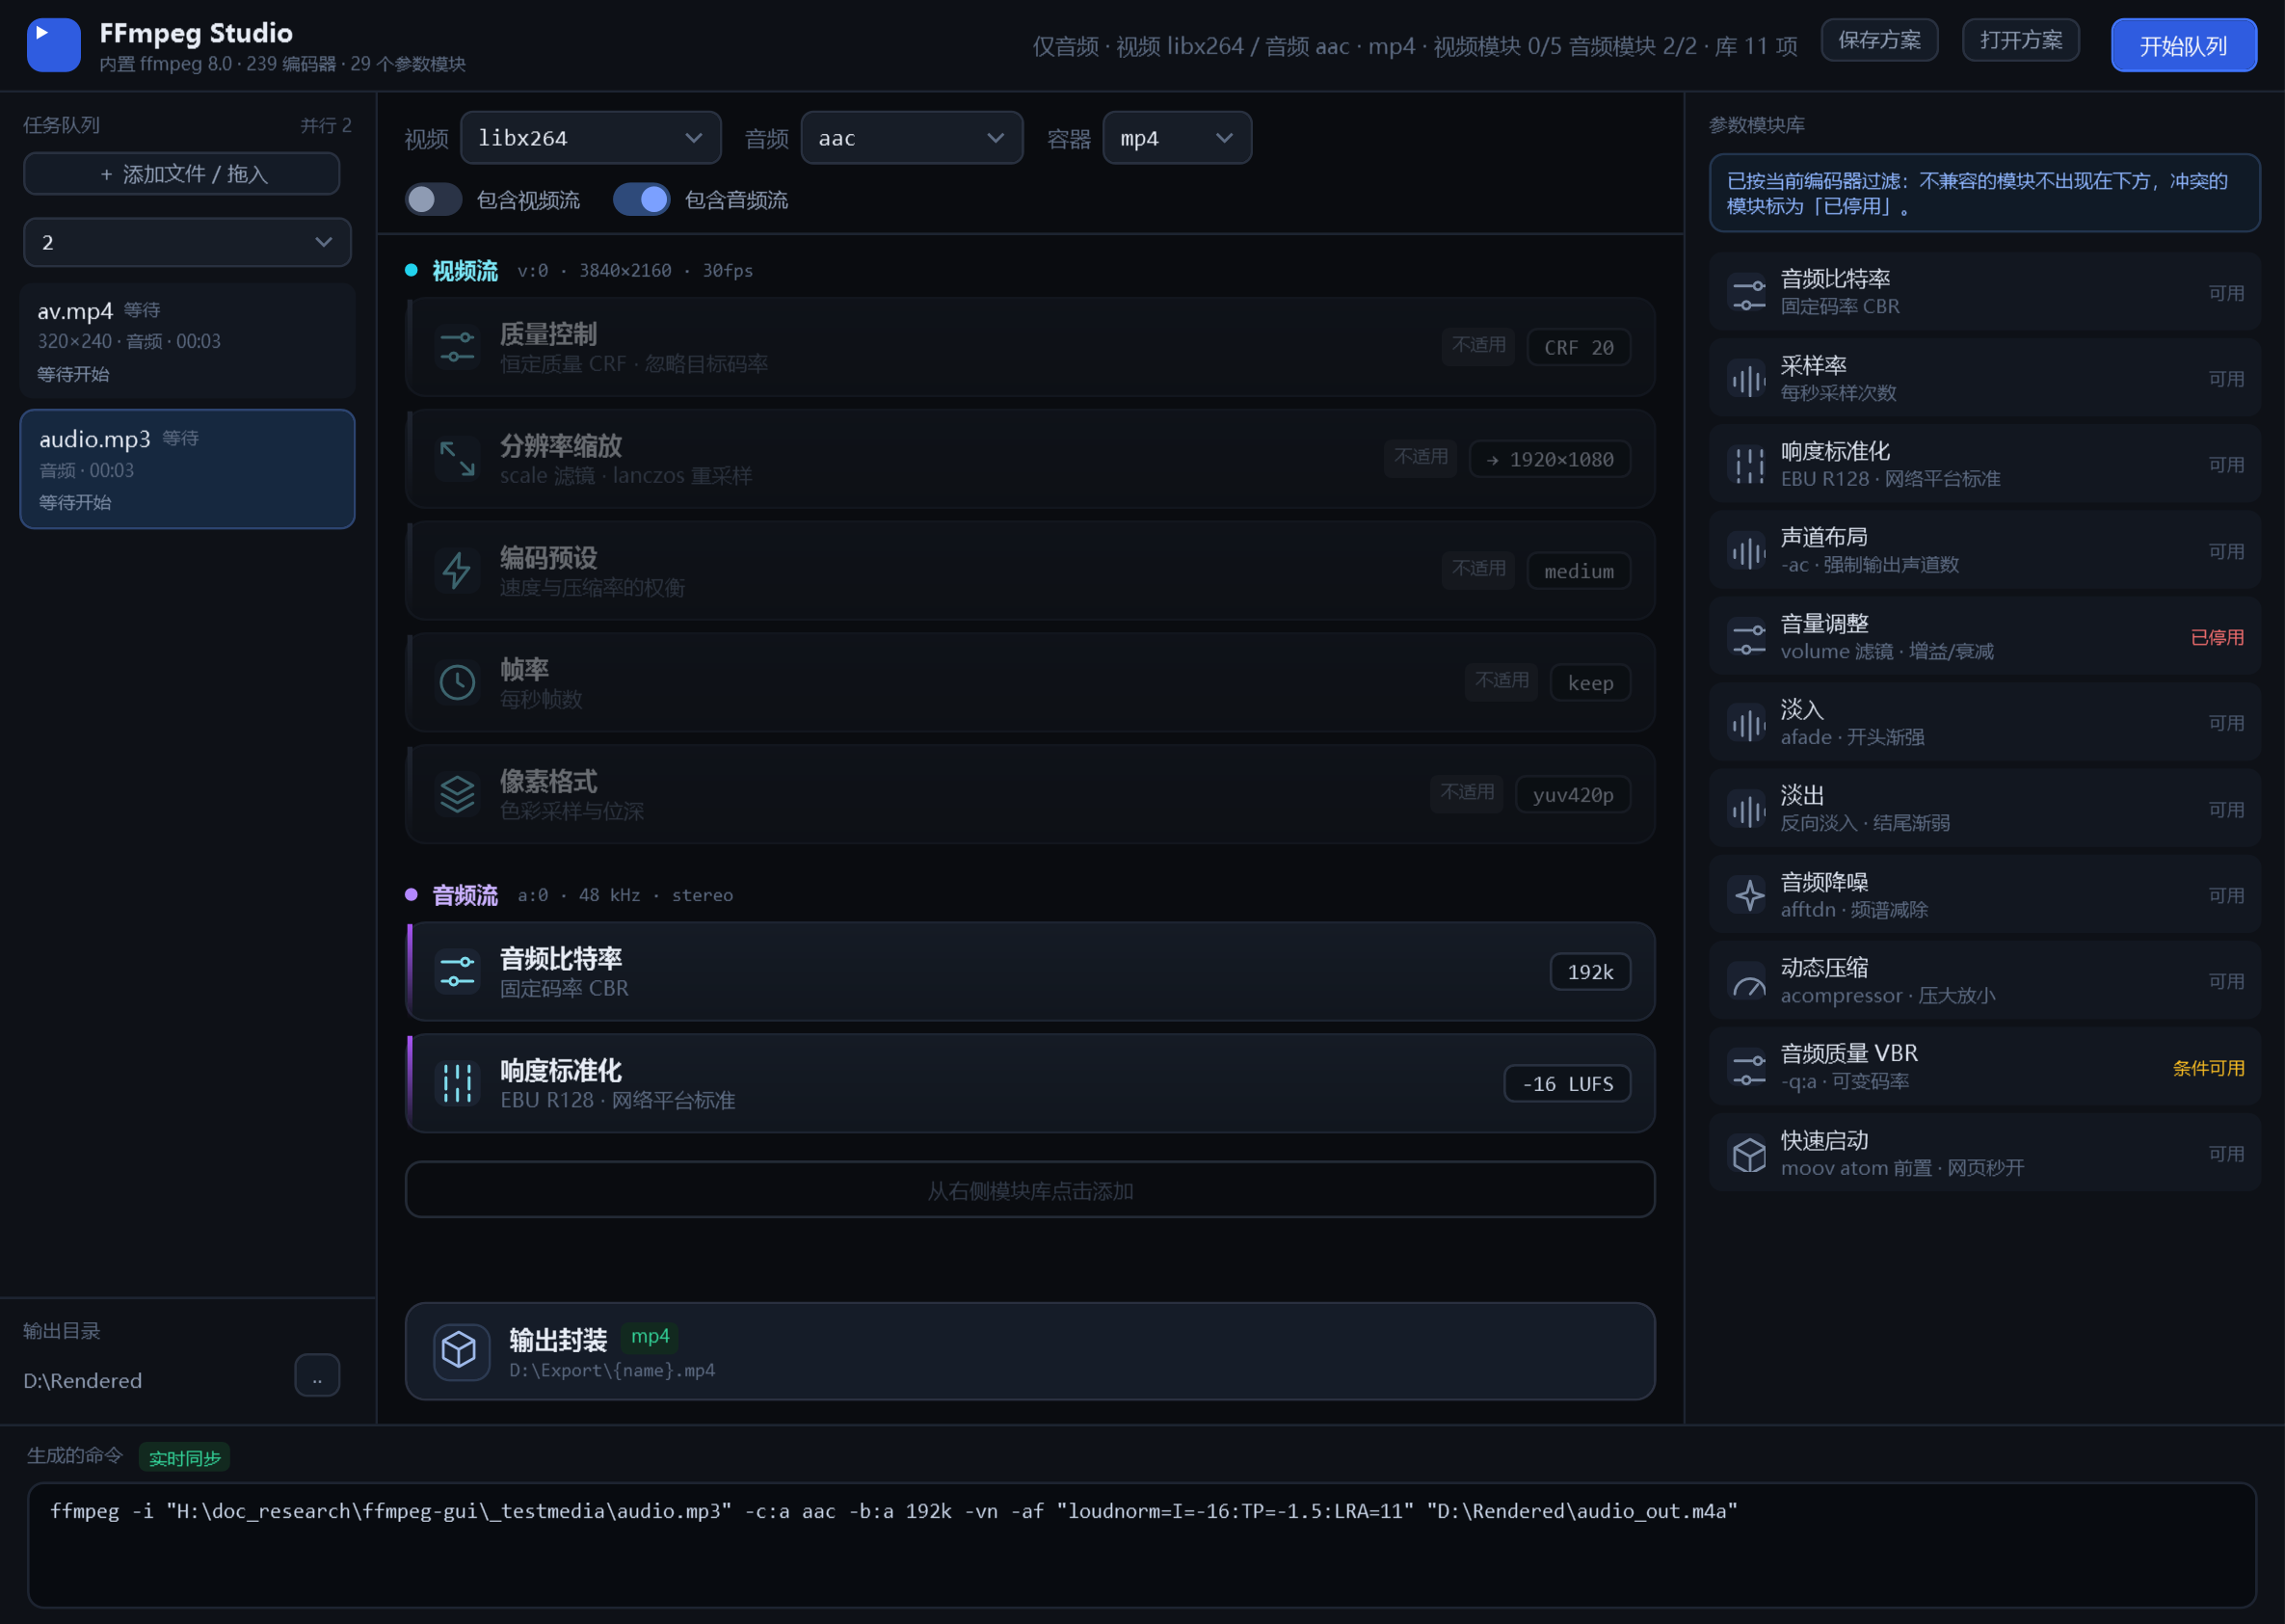 FFmpeg Studio
内置 ffmpeg 8.0 · 239 编码器 · 29 个参数模块
仅音频 · 视频 libx264 / 音频 aac · mp4 · 视频模块 0/5 音频模块 2/2 · 库 11 项
保存方案
打开方案
开始队列
任务队列
并行 2
+ 添加文件 / 拖入
2
av.mp4 等待
320×240 · 音频 · 00:03
等待开始
audio.mp3 等待
音频 · 00:03
等待开始
输出目录
D:\Rendered
..
视频 libx264 音频 aac 容器 mp4
包含视频流 包含音频流
视频流 v:0 · 3840×2160 · 30fps
质量控制
恒定质量 CRF · 忽略目标码率
不适用 CRF 20
分辨率缩放
scale 滤镜 · lanczos 重采样
不适用 → 1920×1080
编码预设
速度与压缩率的权衡
不适用 medium
帧率
每秒帧数
不适用 keep
像素格式
色彩采样与位深
不适用 yuv420p
音频流 a:0 · 48 kHz · stereo
音频比特率
固定码率 CBR
192k
响度标准化
EBU R128 · 网络平台标准
-16 LUFS
从右侧模块库点击添加
输出封装 mp4
D:\Export\{name}.mp4
参数模块库
已按当前编码器过滤：不兼容的模块不出现在下方，冲突的
模块标为「已停用」。
音频比特率
固定码率 CBR
可用
采样率
每秒采样次数
可用
响度标准化
EBU R128 · 网络平台标准
可用
声道布局
-ac · 强制输出声道数
可用
音量调整
volume 滤镜 · 增益/衰减
已停用
淡入
afade · 开头渐强
可用
淡出
反向淡入 · 结尾渐弱
可用
音频降噪
afftdn · 频谱减除
可用
动态压缩
acompressor · 压大放小
可用
音频质量 VBR
-q:a · 可变码率
条件可用
快速启动
moov atom 前置 · 网页秒开
可用
生成的命令 实时同步
ffmpeg -i "H:\doc_research\ffmpeg-gui\_testmedia\audio.mp3" -c:a aac -b:a 192k -vn -af "loudnorm=I=-16:TP=-1.5:LRA=11" "D:\Rendered\audio_out.m4a"